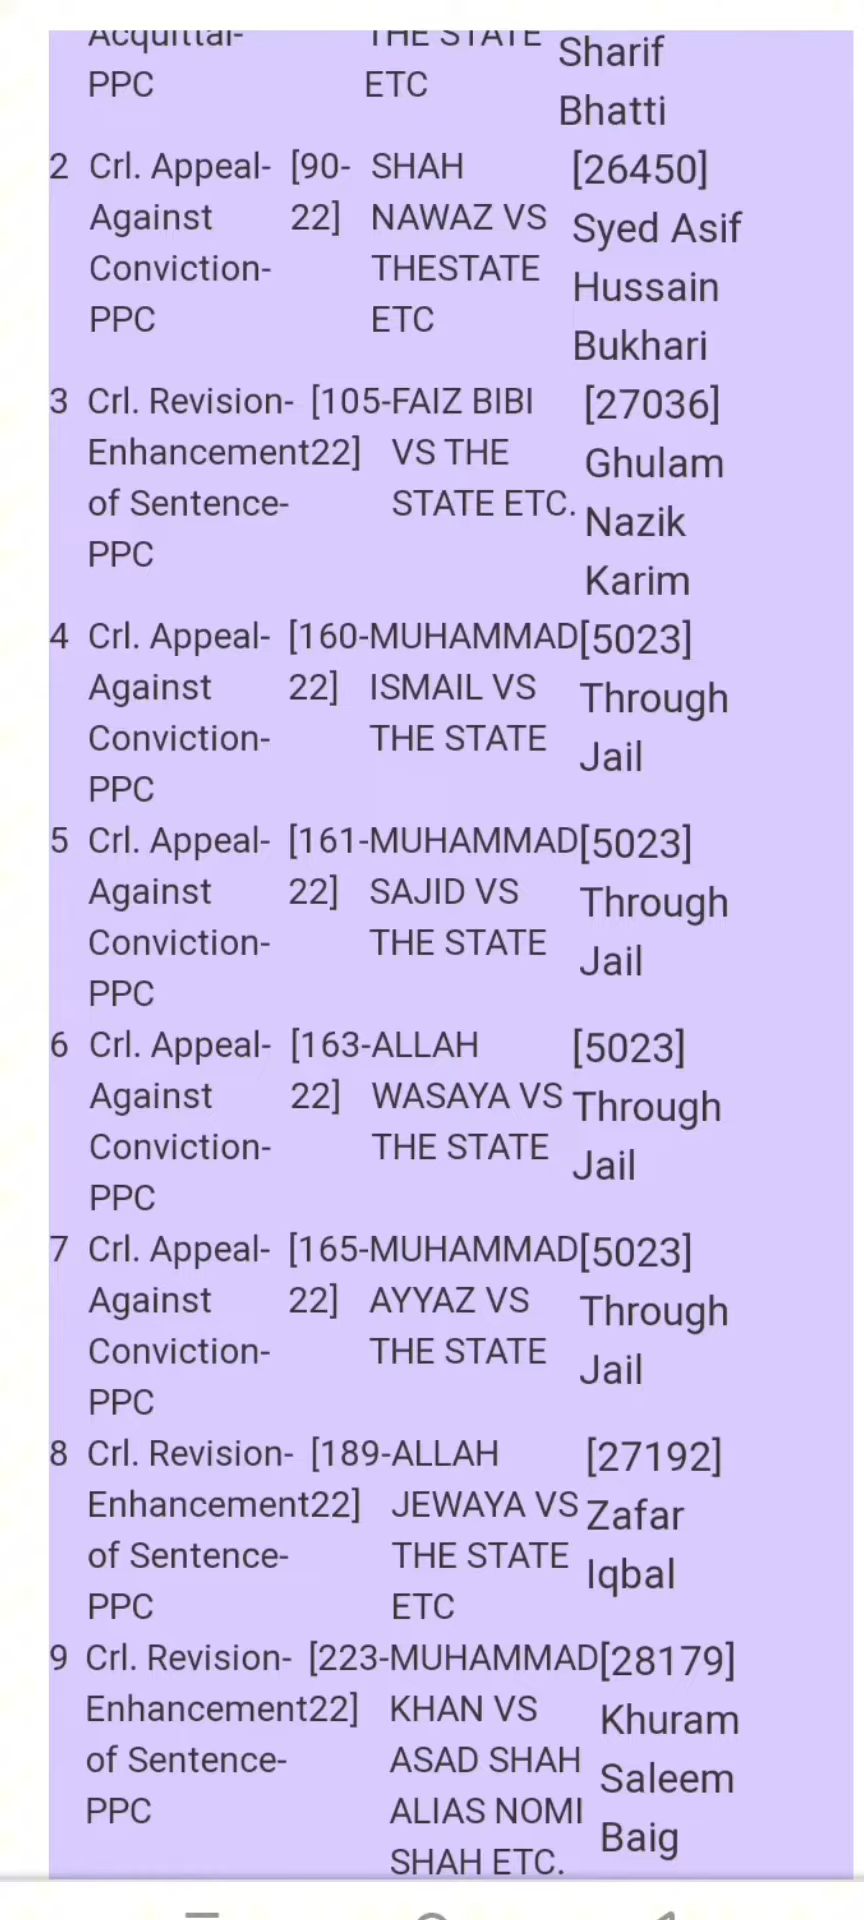 Acquittal- THE STATE Sharif
PPC ETC Bhatti
2 Crl. Appeal- [90- SHAH [26450]
Against 22] NAWAZ VS Syed Asif
Conviction- THESTATE Hussain
PPC ETC Bukhari
3 Crl. Revision- [105-FAIZ BIBI [27036]
Enhancement22] VS THE Ghulam
of Sentence- STATE ETC. Nazik
PPC Karim
4 Crl. Appeal- [160-MUHAMMAD[5023]
Against 22] ISMAIL VS Through
Conviction- THE STATE Jail
PPC
5 Crl. Appeal- [161-MUHAMMAD[5023]
Against 22] SAJID VS Through
Conviction- THE STATE Jail
PPC
6 Crl. Appeal- [163-ALLAH [5023]
Against 22] WASAYA VS Through
Conviction- THE STATE Jail
PPC
7 Crl. Appeal- [165-MUHAMMAD[5023]
Against 22] AYYAZ VS Through
Conviction- THE STATE Jail
PPC
8 Crl. Revision- [189-ALLAH [27192]
Enhancement22] JEWAYA VS Zafar
of Sentence- THE STATE Iqbal
PPC ETC
9 Crl. Revision- [223-MUHAMMAD[28179]
Enhancement22] KHAN VS Khuram
of Sentence- ASAD SHAH Saleem
PPC ALIAS NOMI Baig
SHAH ETC.